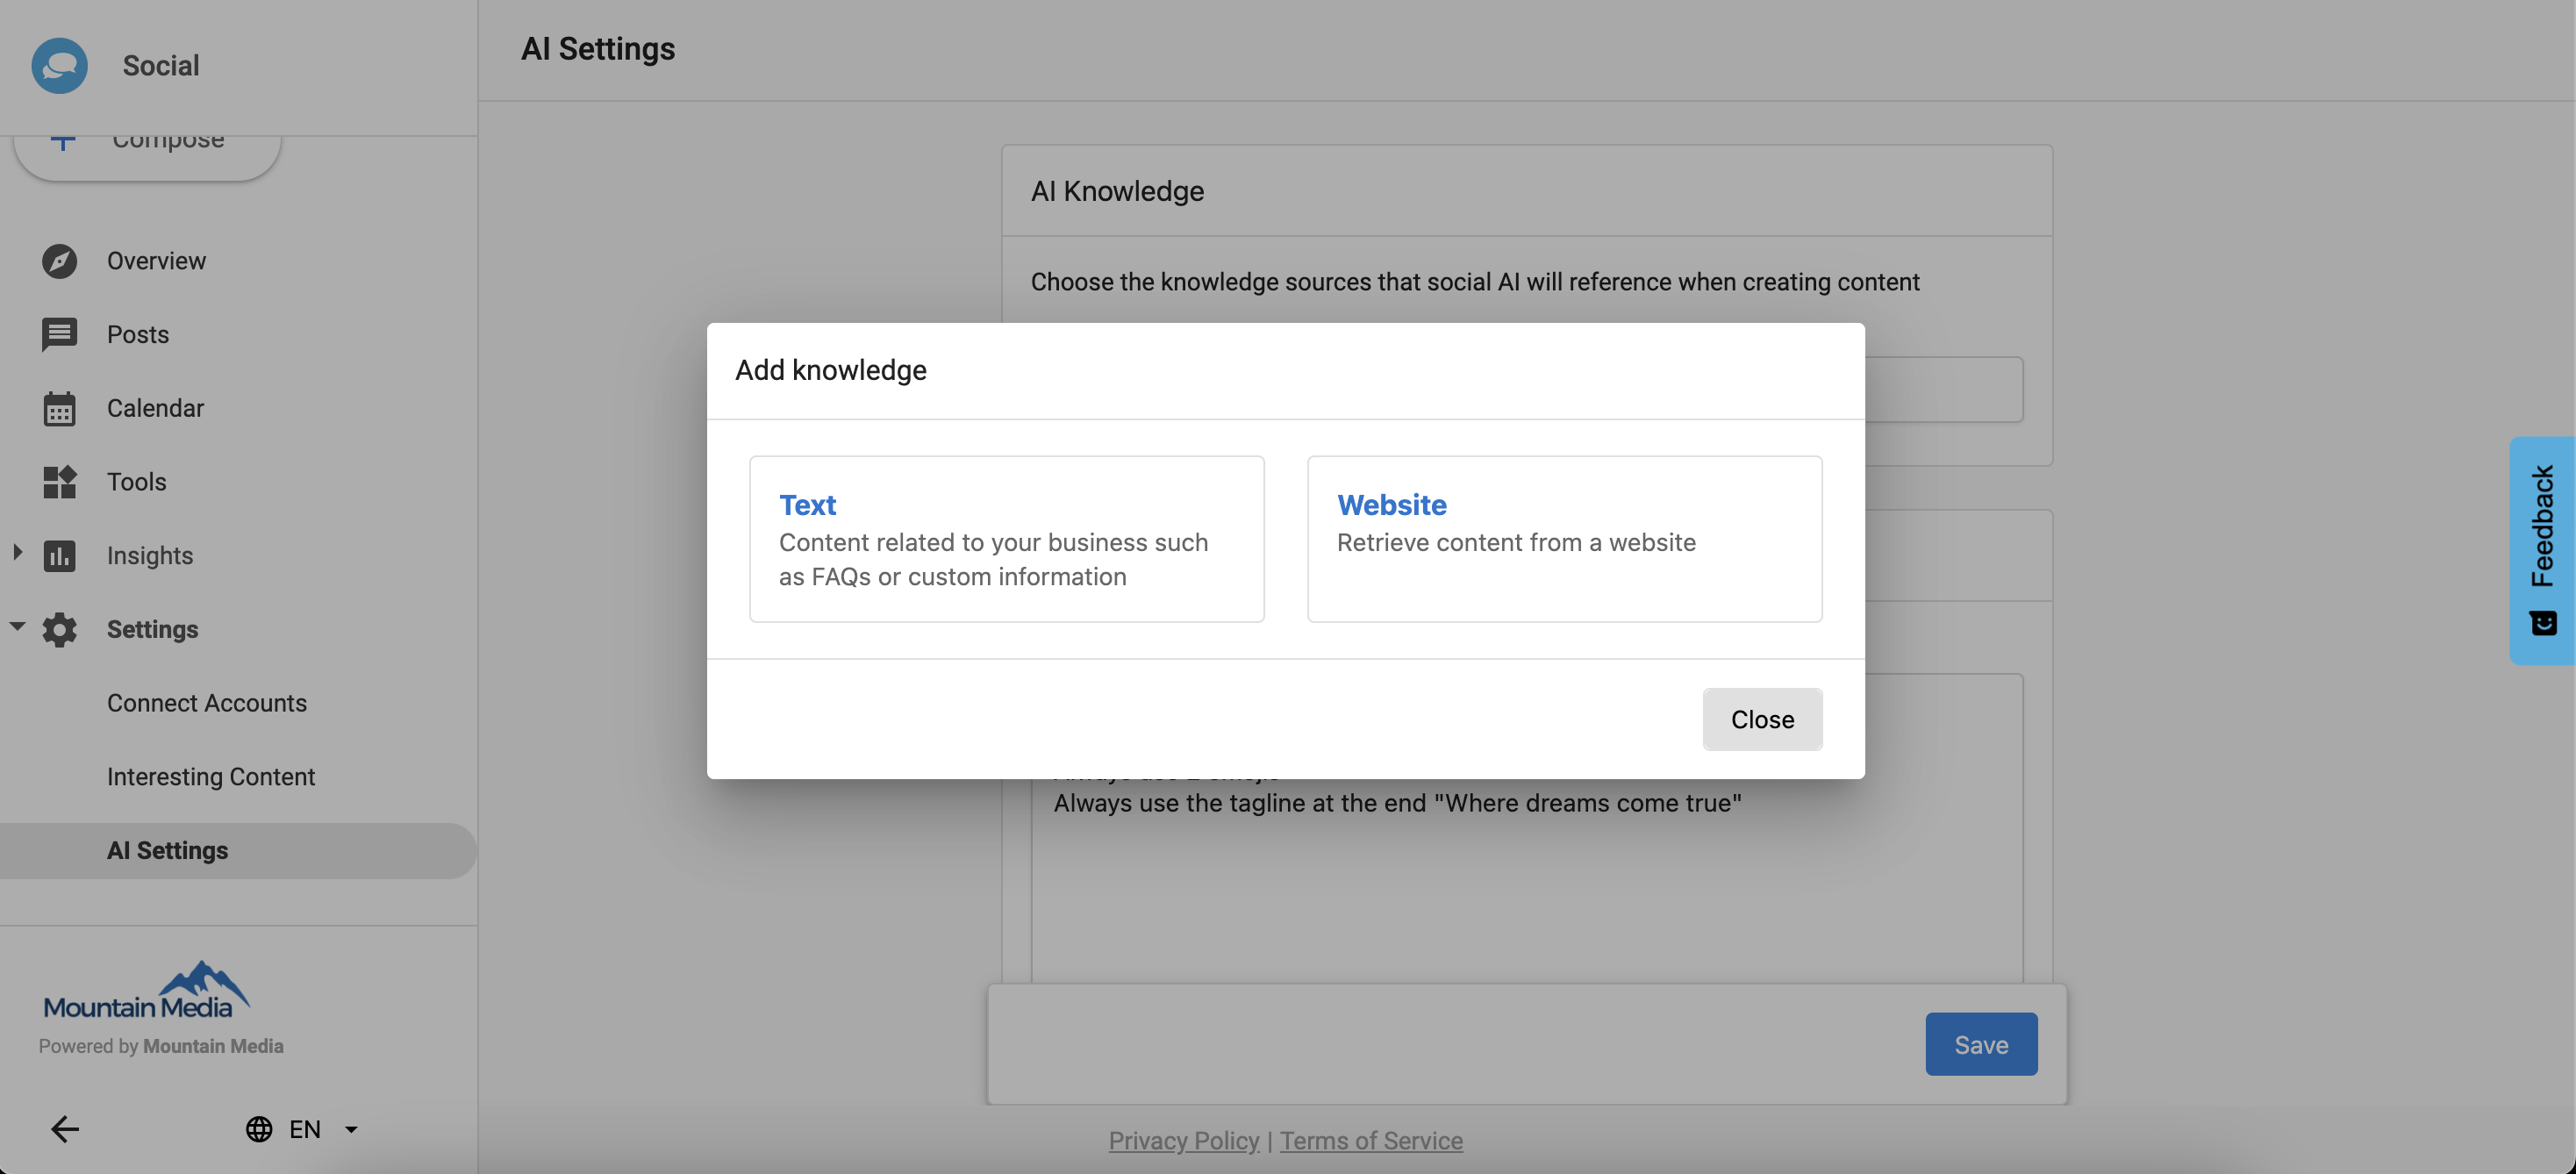 Social
AI Settings
Compose
Overview
Posts
Calendar
Tools
Insights
Settings
Connect Accounts
Interesting Content
AI Settings
Mountain Media
Powered by Mountain Media
EN
AI Knowledge
Choose the knowledge sources that social AI will reference when creating content
Add knowledge
Text
Content related to your business such
as FAQs or custom information
Website
Retrieve content from a website
Close
Always use the tagline at the end "Where dreams come true"
Save
Privacy Policy | Terms of Service
Feedback